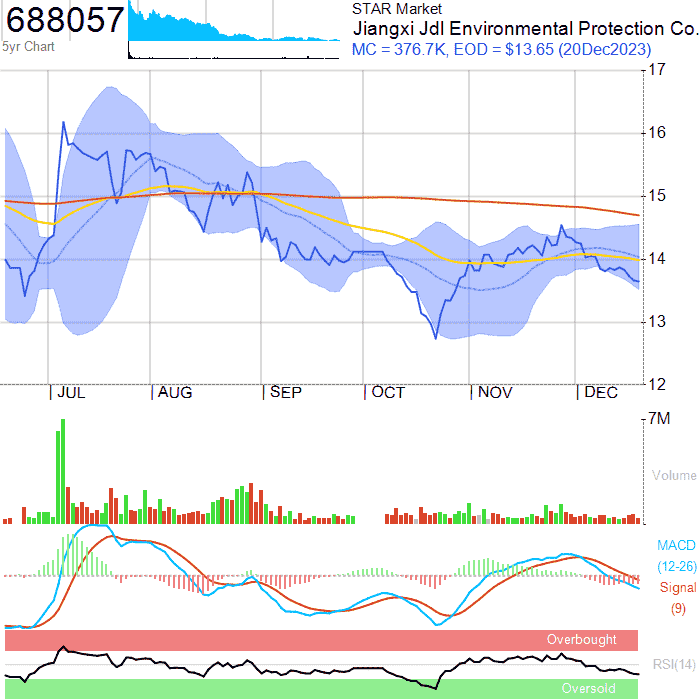 688057
5yr Chart
STAR Market
Jiangxi Jdl Environmental Protection Co.
MC = 376.7K, EOD = $13.65 (20Dec2023)
17
16
15
14
13
12
JUL AUG SEP OCT NOV DEC
7M
Volume
MACD
(12-26)
Signal
(9)
Overbought
RSI(14)
Oversold